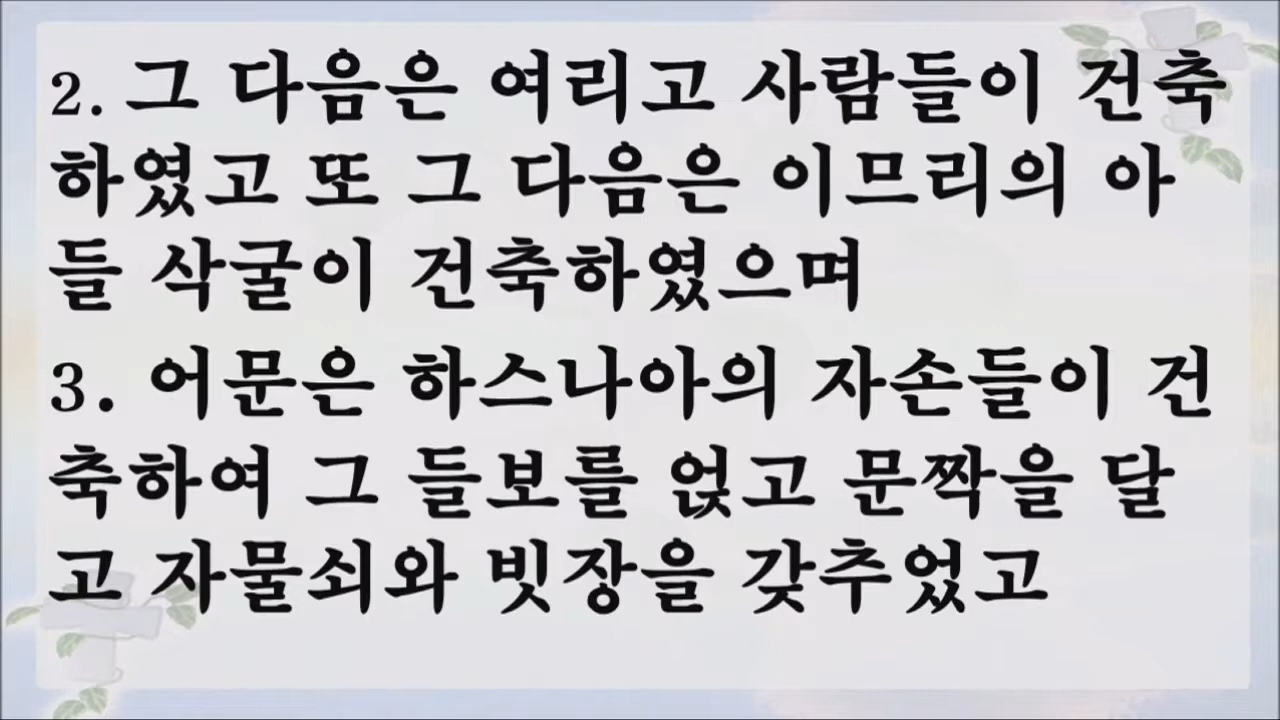 2. 그 다음은 여리고 사람들이 건축
하였고 또 그 다음은 이므리의 아
들 삭굴이 건축하였으며
3. 어문은 하스나아의 자손들이 건
축하여 그 들보를 얹고 문짝을 달
고 자물쇠와 빗장을 갖추었고